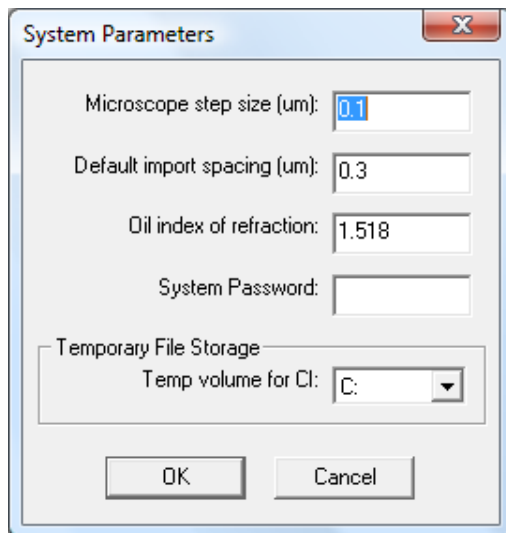 System Parameters
Microscope step size (um): 0.1
Default import spacing (um): 0.3
Oil index of refraction: 1.518
System Password:
Temporary File Storage
Temp volume for CI: C:
OK Cancel